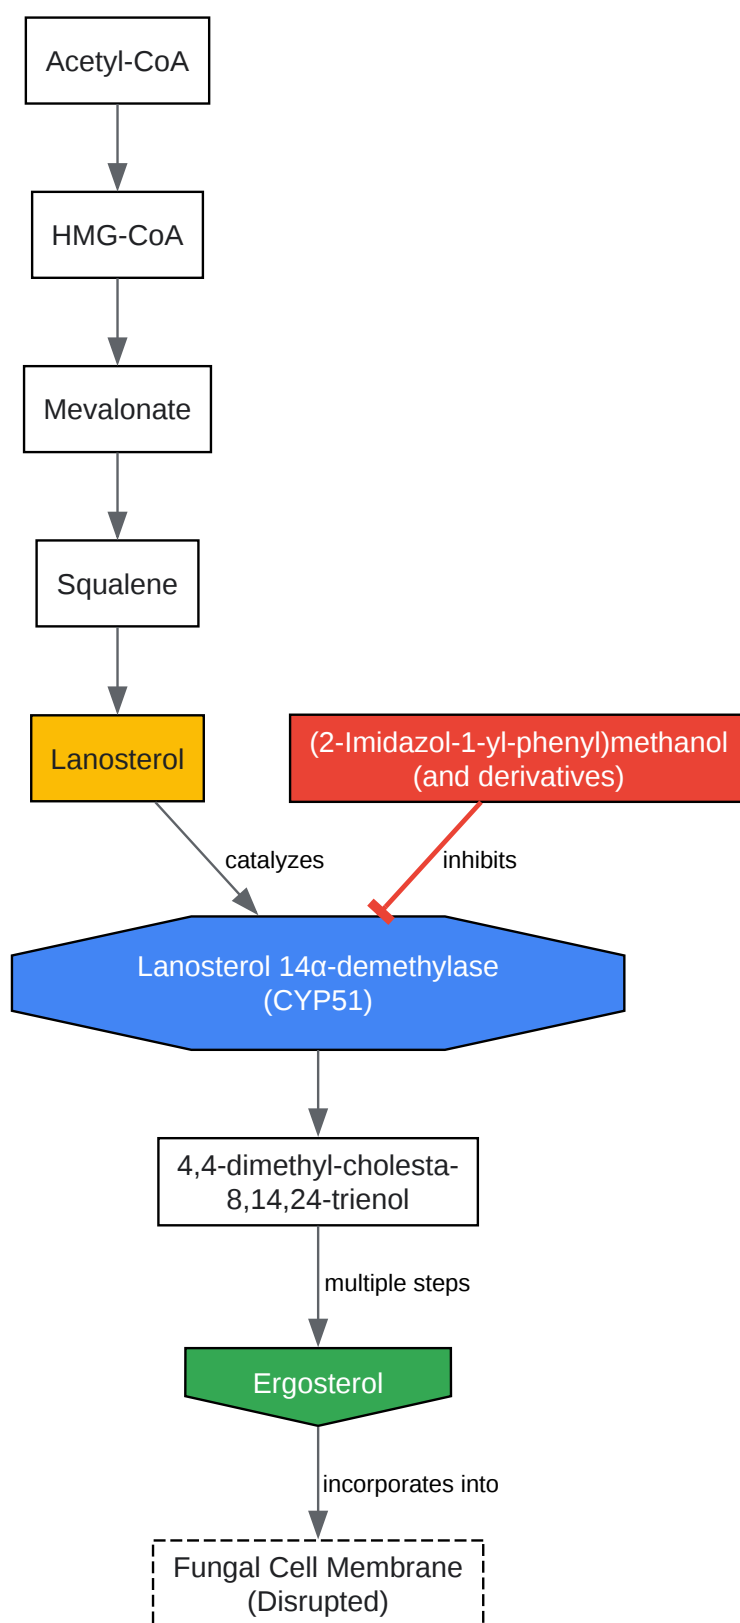 Acetyl-CoA
HMG-CoA
Mevalonate
Squalene
Lanosterol
(2-Imidazol-1-yl-phenyl)methanol
(and derivatives)
catalyzes
inhibits
Lanosterol 14α-demethylase
(CYP51)
4,4-dimethyl-cholesta-
8,14,24-trienol
multiple steps
Ergosterol
incorporates into
Fungal Cell Membrane
(Disrupted)